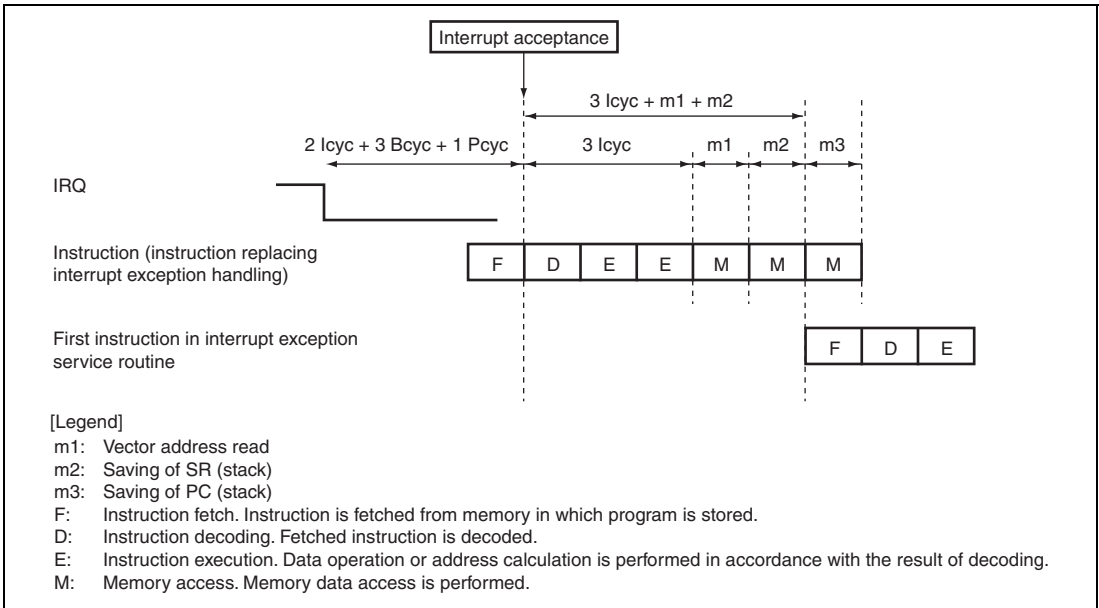 Interrupt acceptance
3 Icyc + m1 + m2
2 Icyc + 3 Bcyc + 1 Pcyc
3 Icyc
m1
m2
m3
IRQ
Instruction (instruction replacing
interrupt exception handling)
F D E E M M M
First instruction in interrupt exception
service routine
F D E
[Legend]
m1: Vector address read
m2: Saving of SR (stack)
m3: Saving of PC (stack)
F: Instruction fetch. Instruction is fetched from memory in which program is stored.
D: Instruction decoding. Fetched instruction is decoded.
E: Instruction execution. Data operation or address calculation is performed in accordance with the result of decoding.
M: Memory access. Memory data access is performed.